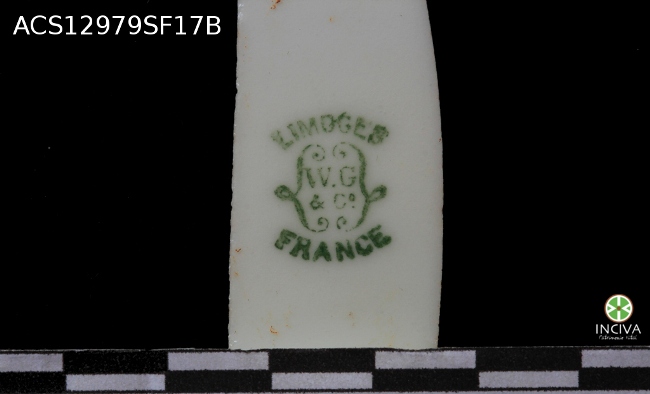 ACS12979SF17B
LIMOGES
W.G
& Cº
FRANCE
INCIVA